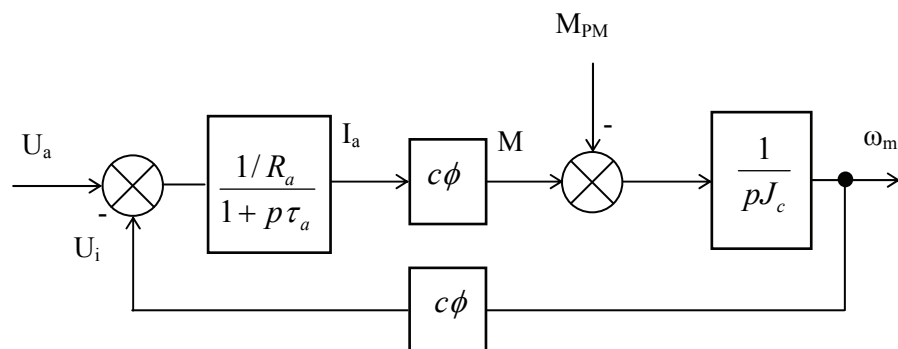 M_PM
-
U_a
-
U_i
1/R_a
1 + pτ_a
I_a
cϕ
M
1
pJ_c
ω_m
cϕ